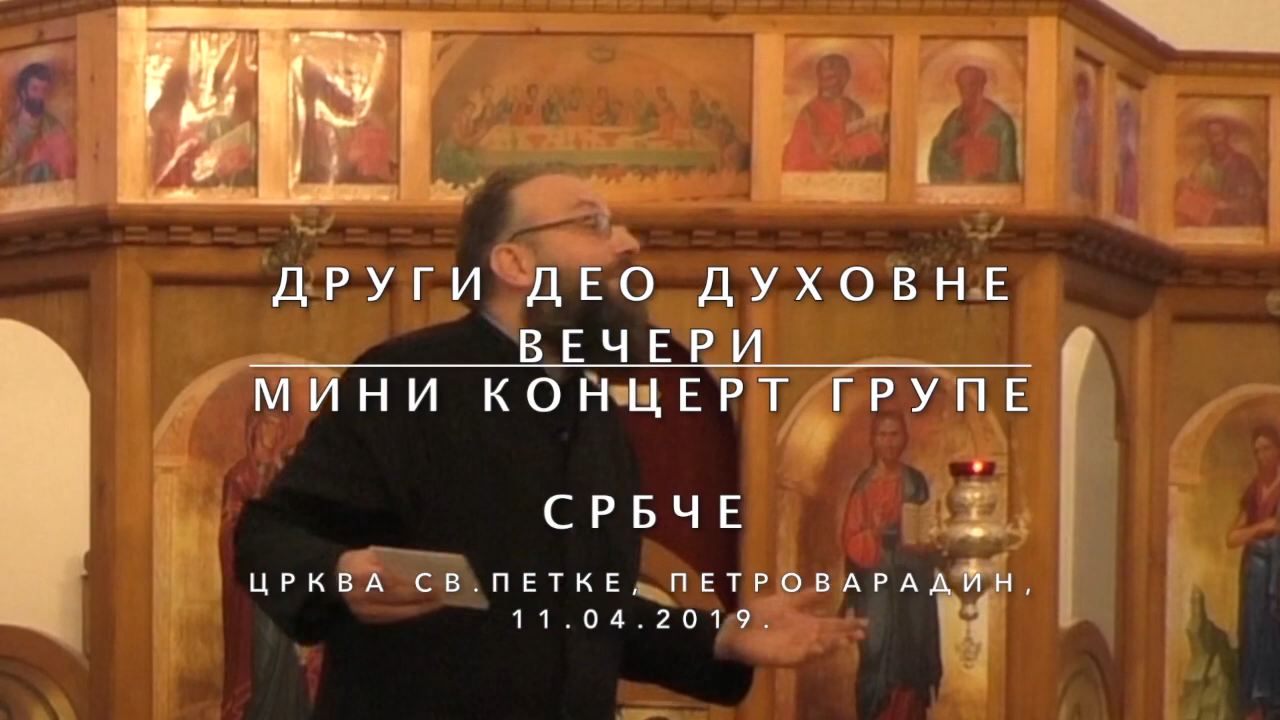 ДРУГИ ДЕО ДУХОВНЕ
ВЕЧЕРИ
МИНИ КОНЦЕРТ ГРУПЕ
СРБЧЕ
ЦРКВА СВ.ПЕТКЕ, ПЕТРОВАРАДИН,
11.04.2019.